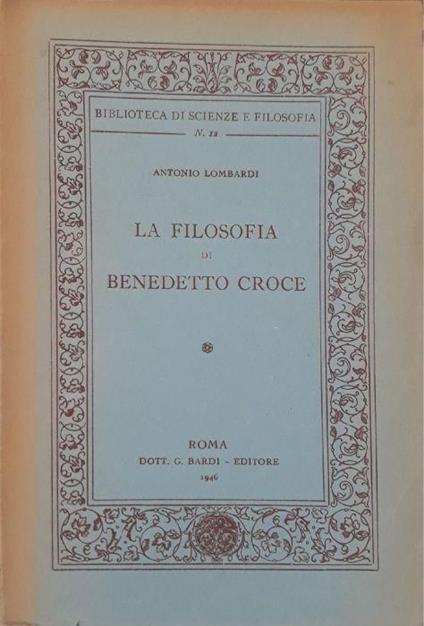 BIBLIOTECA DI SCIENZE E FILOSOFIA
N. 12
ANTONIO LOMBARDI
LA FILOSOFIA
DI
BENEDETTO CROCE
ROMA
DOTT. G. BARDI - EDITORE
1946